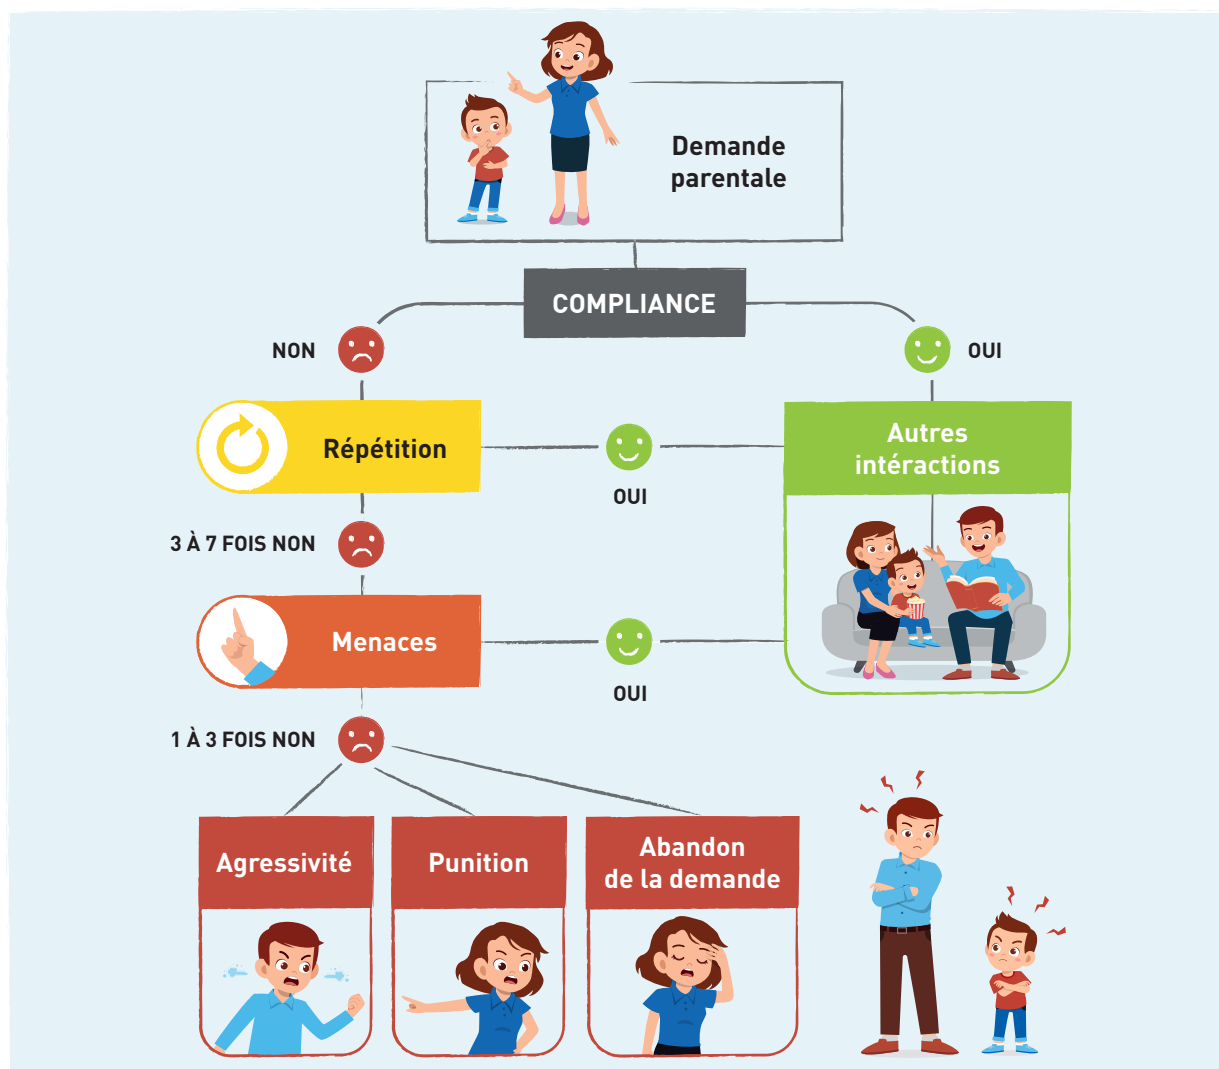 Demande
parentale
COMPLIANCE
NON
OUI
Répétition
OUI
Autres
intéractions
3 À 7 FOIS NON
Menaces
OUI
1 À 3 FOIS NON
Agressivité
Punition
Abandon
de la demande